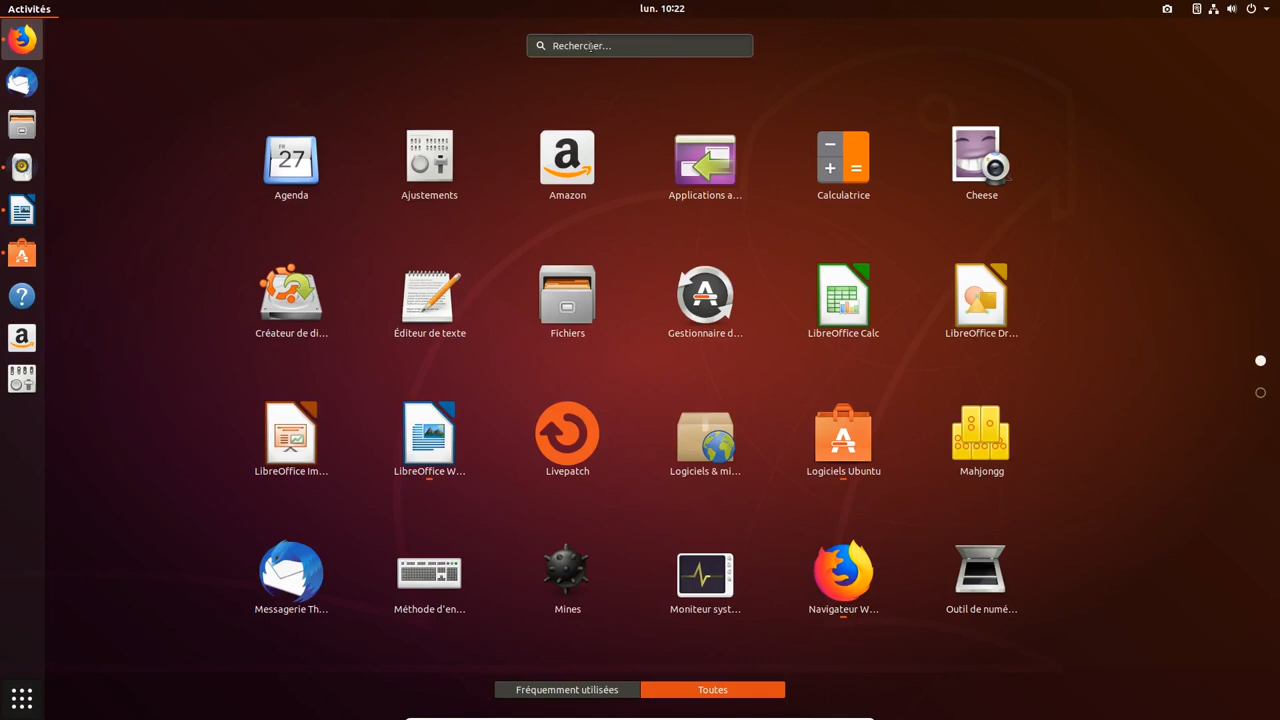 Activités
lun. 10:22
Rechercher...
FR
27
Agenda
Ajustements
Amazon
Applications a...
Calculatrice
Cheese
Créateur de di...
Éditeur de texte
Fichiers
Gestionnaire d...
LibreOffice Calc
LibreOffice Dr...
LibreOffice Im...
LibreOffice W...
Livepatch
Logiciels & mi...
Logiciels Ubuntu
Mahjongg
Messagerie Th...
Méthode d'en...
Mines
Moniteur syst...
Navigateur W...
Outil de numé...
Fréquemment utilisées
Toutes